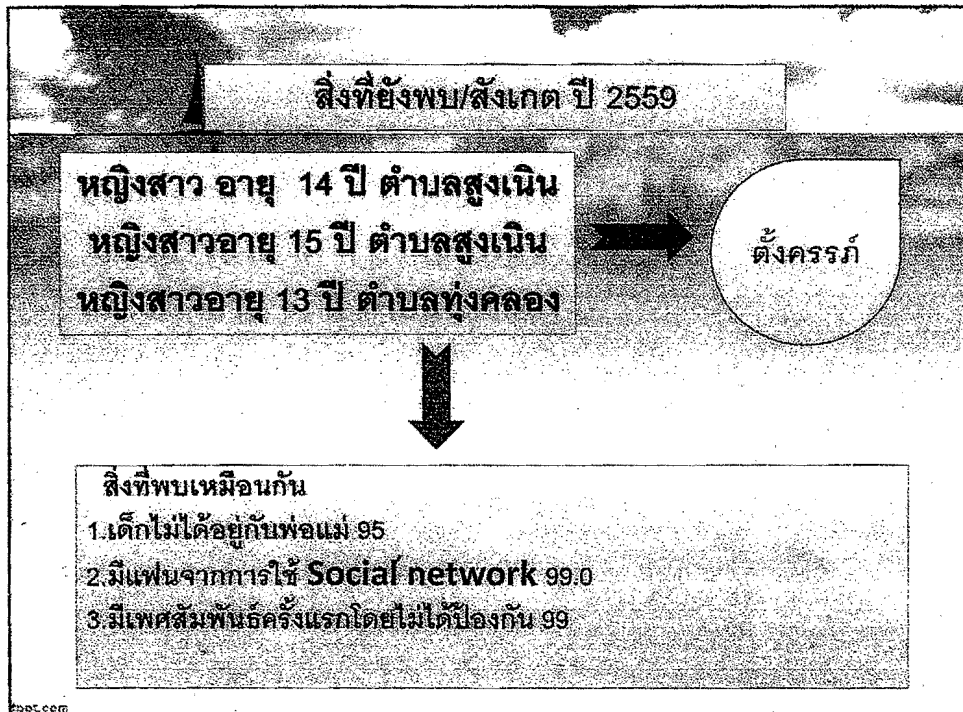 สิ่งที่ยังพบ/สังเกต ปี 2559
หญิงสาว อายุ 14 ปี ตำบลสูงเนิน
หญิงสาวอายุ 15 ปี ตำบลสูงเนิน
หญิงสาวอายุ 13 ปี ตำบลทุ่งคลอง
ตั้งครรภ์
สิ่งที่พบเหมือนกัน
1.เด็กไม่ได้อยู่กับพ่อแม่ 95
2.มีแฟนจากการใช้ Social network 99.0
3.มีเพศสัมพันธ์ครั้งแรกโดยไม่ได้ป้องกัน 99